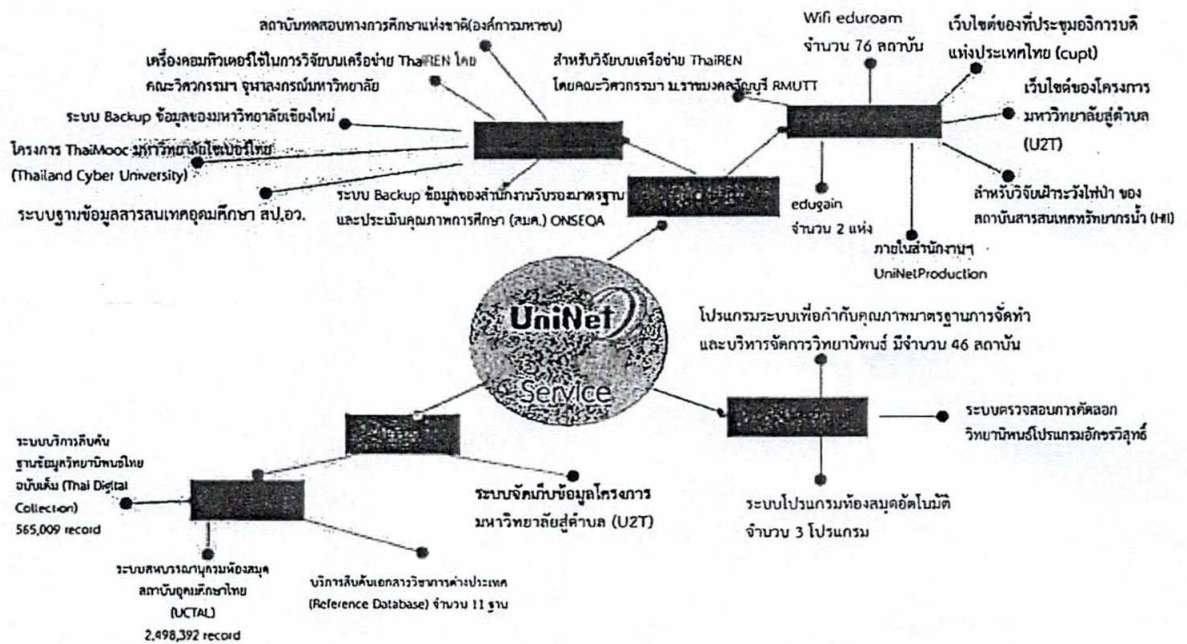 สถาบันทดสอบทางการศึกษาแห่งชาติ(องค์การมหาชน)
เครื่องคอมพิวเตอร์ใช้ในการวิจัยบนเครือข่าย ThaiREN โดย
คณะวิศวกรรมฯ จุฬาลงกรณ์มหาวิทยาลัย
ระบบ Backup ข้อมูลของมหาวิทยาลัยเชียงใหม่
โครงการ ThaiMooc มหาวิทยาลัยไซเบอร์ไทย
(Thailand Cyber University)
ระบบฐานข้อมูลสารสนเทศอุดมศึกษา สป.อว.
ระบบ Backup ข้อมูลของสำนักงานรับรองมาตรฐาน
และประเมินคุณภาพการศึกษา (สมศ.) ONSEQA
สำหรับวิจัยบนเครือข่าย ThaiREN
โดยคณะวิศวกรรมฯ ม.ราชมงคลธัญบุรี RMUTT
Wifi eduroam
จำนวน 76 สถาบัน
เว็บไซต์ของที่ประชุมอธิการบดี
แห่งประเทศไทย (cupt)
เว็บไซต์ของโครงการ
มหาวิทยาลัยสู่ตำบล
(U2T)
สำหรับวิจัยเฝ้าระวังไฟป่า ของ
สถาบันสารสนเทศทรัพยากรน้ำ (HII)
edugain
จำนวน 2 แห่ง
ภายในสำนักงานฯ
UniNetProduction
UniNet
Service
โปรแกรมระบบเพื่อกำกับคุณภาพมาตรฐานการจัดทำ
และบริหารจัดการวิทยานิพนธ์ มีจำนวน 46 สถาบัน
ระบบตรวจสอบการคัดลอก
วิทยานิพนธ์โปรแกรมอักขราวิสุทธิ์
ระบบโปรแกรมห้องสมุดอัตโนมัติ
จำนวน 3 โปรแกรม
ระบบจัดเก็บข้อมูลโครงการ
มหาวิทยาลัยสู่ตำบล (U2T)
ระบบบริการสืบค้น
ฐานข้อมูลวิทยานิพนธ์ไทย
ฉบับเต็ม (Thai Digital
Collection)
565,009 record
ระบบสหบรรณานุกรมห้องสมุด
สถาบันอุดมศึกษาไทย
(UCTAL)
2,498,392 record
บริการสืบค้นเอกสารวิชาการต่างประเทศ
(Reference Database) จำนวน 11 ฐาน